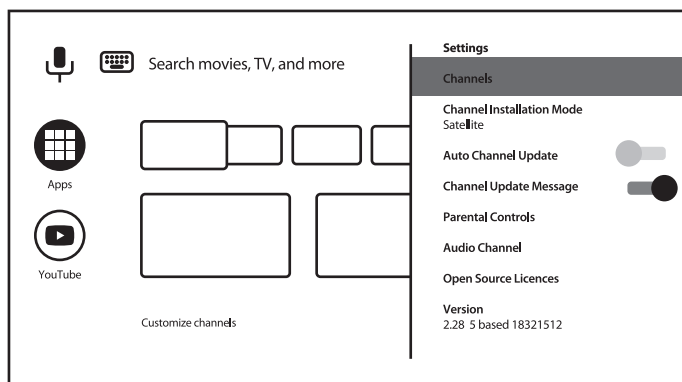 Search movies, TV, and more
Apps
YouTube
Customize channels
Settings
Channels
Channel Installation Mode
Satellite
Auto Channel Update
Channel Update Message
Parental Controls
Audio Channel
Open Source Licences
Version
2.28 5 based 18321512